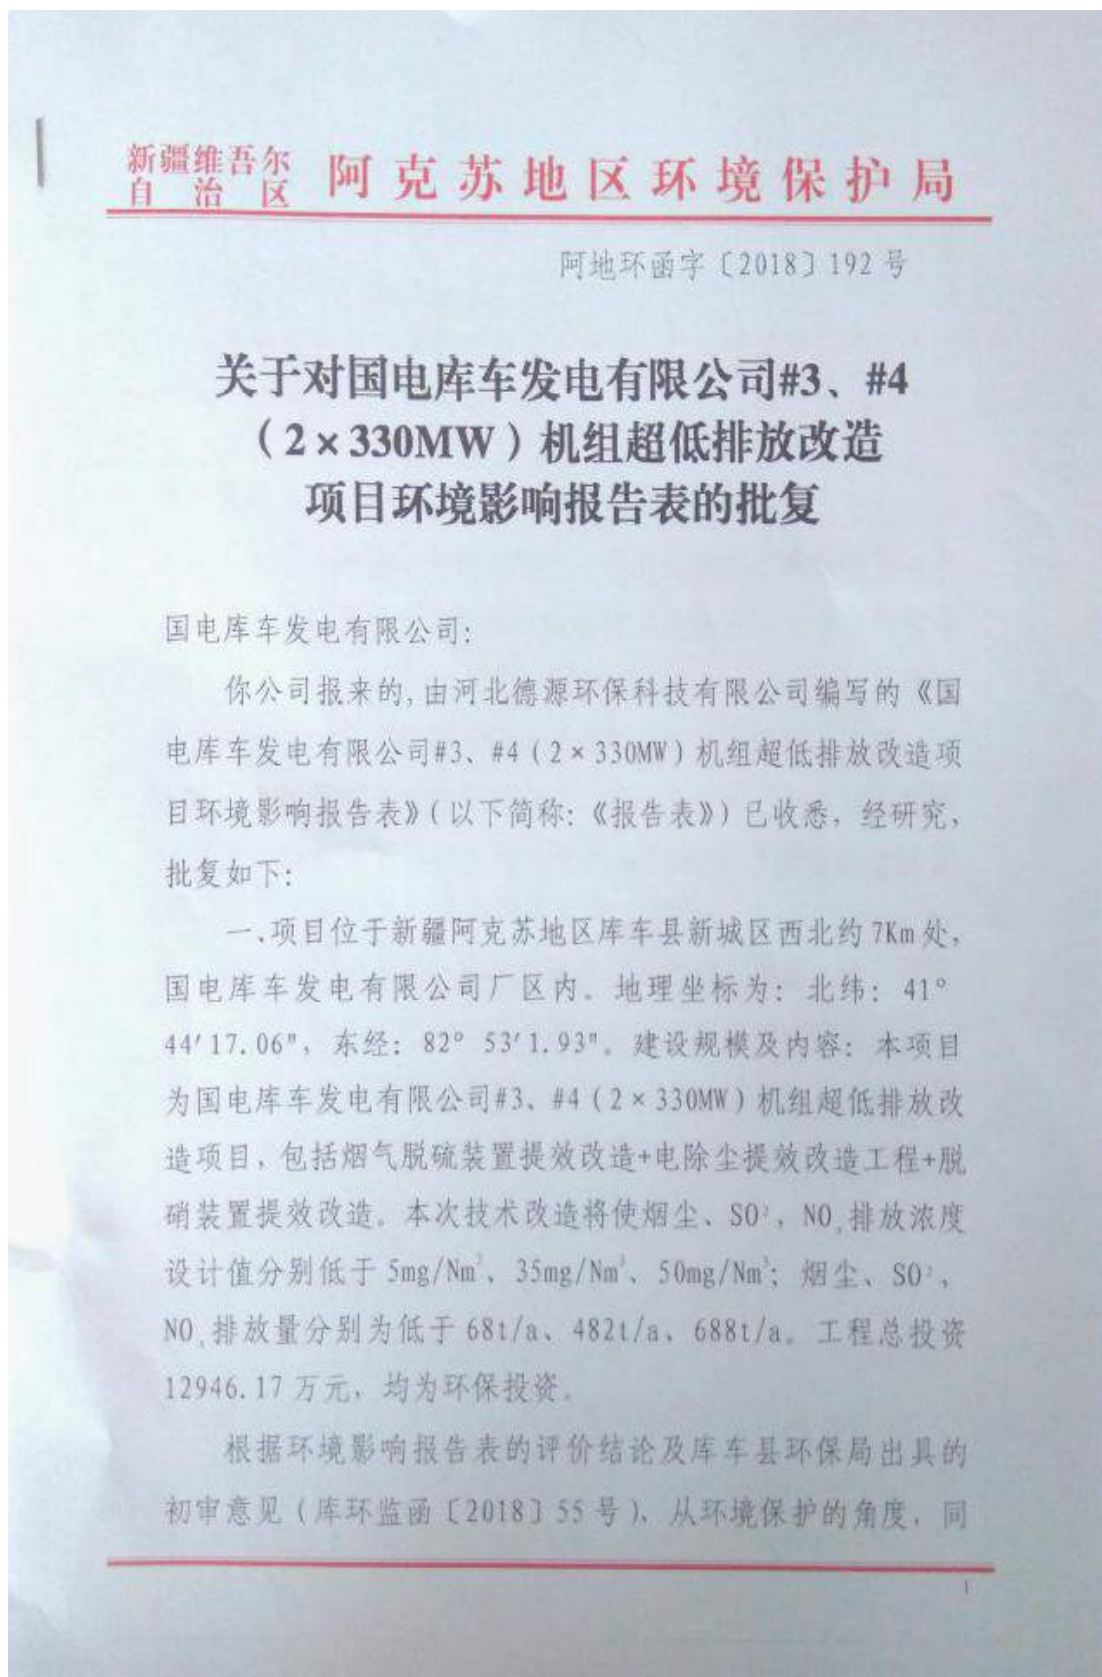 新疆维吾尔
自治区
阿克苏地区环境保护局
阿地环函字〔2018〕192号
关于对国电库车发电有限公司#3、#4
（2×330MW）机组超低排放改造
项目环境影响报告表的批复
国电库车发电有限公司:
你公司报来的,由河北德源环保科技有限公司编写的《国
电库车发电有限公司#3、#4（2×330MW）机组超低排放改造项
目环境影响报告表》（以下简称:《报告表》）已收悉，经研究，
批复如下:
一、项目位于新疆阿克苏地区库车县新城区西北约7Km处，
国电库车发电有限公司厂区内。地理坐标为：北纬：41°
44′17.06″，东经：82°53′1.93″。建设规模及内容：本项目
为国电库车发电有限公司#3、#4（2×330MW）机组超低排放改
造项目，包括烟气脱硫装置提效改造+电除尘提效改造工程+脱
硝装置提效改造。本次技术改造将使烟尘、SO²，NOₓ排放浓度
设计值分别低于5mg/Nm³、35mg/Nm³、50mg/Nm³；烟尘、SO²、
NOₓ排放量分别为低于68t/a、482t/a、688t/a。工程总投资
12946.17万元，均为环保投资。
根据环境影响报告表的评价结论及库车县环保局出具的
初审意见（库环监函〔2018〕55号）、从环境保护的角度，同
1